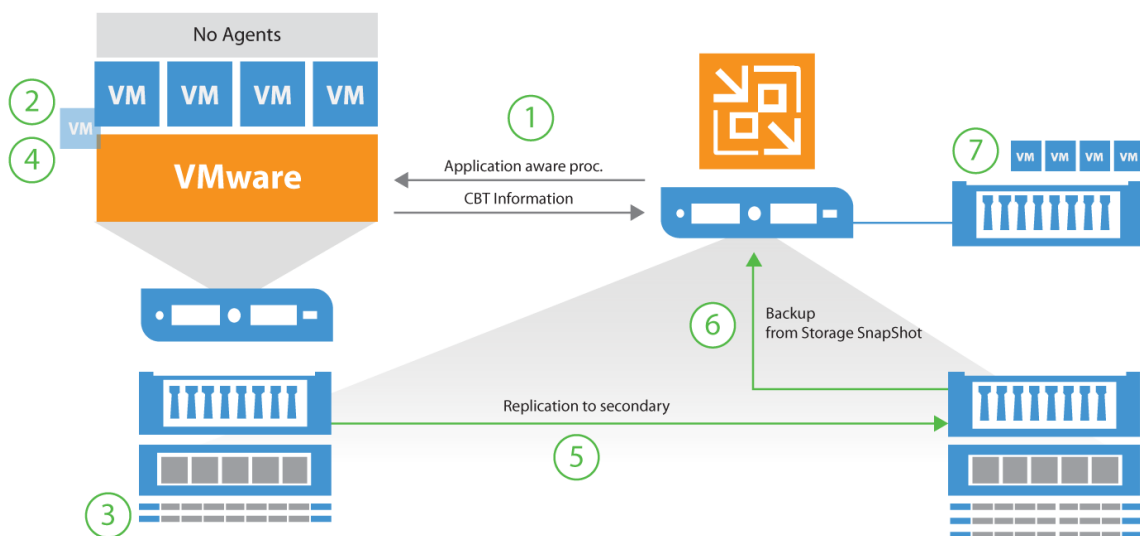 No Agents
VM VM VM VM
2
VM
4
VMware
1
Application aware proc.
CBT Information
7
VM VM VM VM
6
Backup
from Storage SnapShot
Replication to secondary
5
3